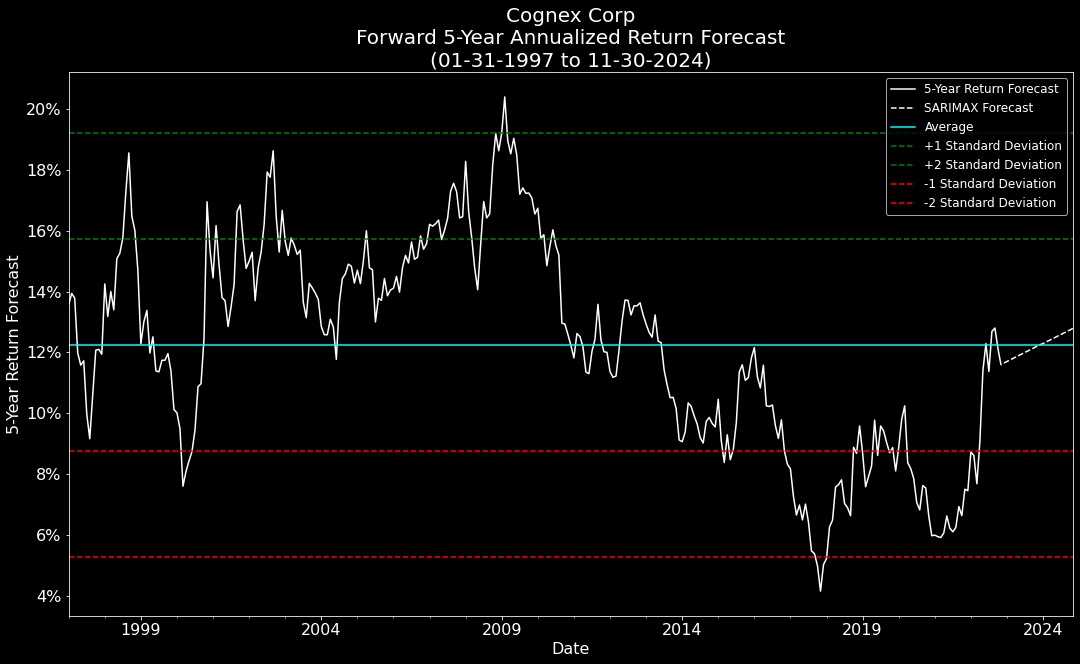 Cognex Corp
Forward 5-Year Annualized Return Forecast
(01-31-1997 to 11-30-2024)
5-Year Return Forecast
SARIMAX Forecast
Average
+1 Standard Deviation
+2 Standard Deviation
-1 Standard Deviation
-2 Standard Deviation
5-Year Return Forecast
20%
18%
16%
14%
12%
10%
8%
6%
4%
1999
2004
2009
2014
2019
2024
Date